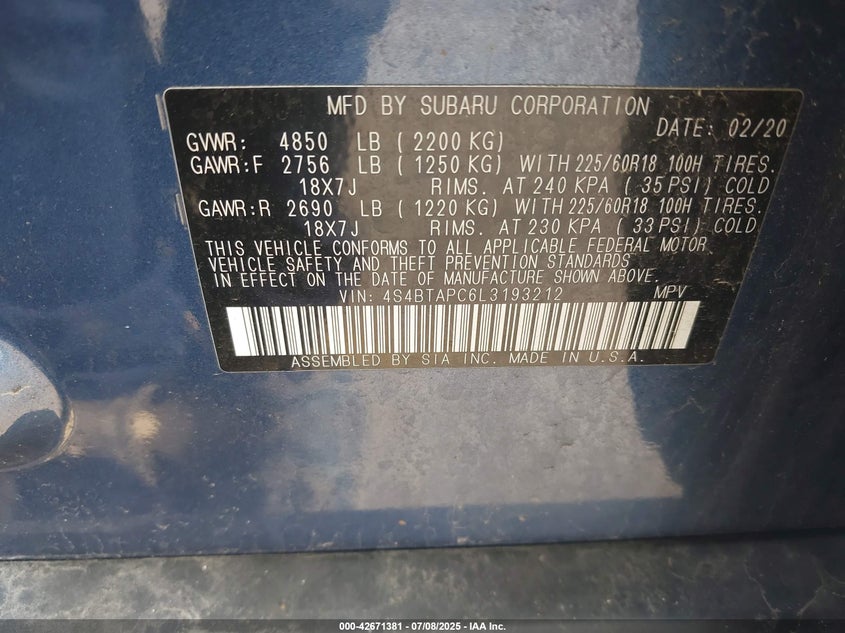 MFD BY SUBARU CORPORATION
DATE: 02/20
GVWR: 4850 LB ( 2200 KG)
GAWR:F 2756 LB ( 1250 KG) WITH 225/60R18 100H TIRES.
18X7J RIMS. AT 240 KPA ( 35 PSI) COLD
GAWR:R 2690 LB ( 1220 KG) WITH 225/60R18 100H TIRES.
18X7J RIMS. AT 230 KPA ( 33 PSI) COLD
THIS VEHICLE CONFORMS TO ALL APPLICABLE FEDERAL MOTOR
VEHICLE SAFETY AND THEFT PREVENTION STANDARDS
IN EFFECT ON THE DATE OF MANUFACTURE SHOWN ABOVE.
VIN: 4S4BTAPC6L3193212 MPV
ASSEMBLED BY SIA INC. MADE IN U.S.A.
000-42671381 - 07/08/2025 - IAA Inc.